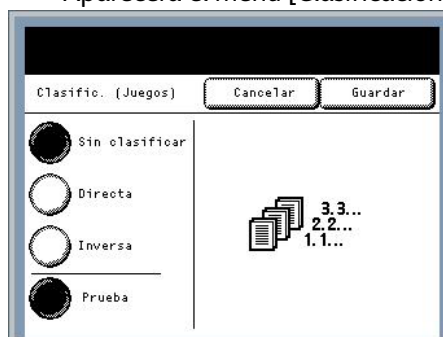 Aparecerá el menú [Clasificación
Clasific. (Juegos)
Cancelar
Guardar
Sin clasificar
Directa
Inversa
Prueba
3.3...
2.2...
1.1...